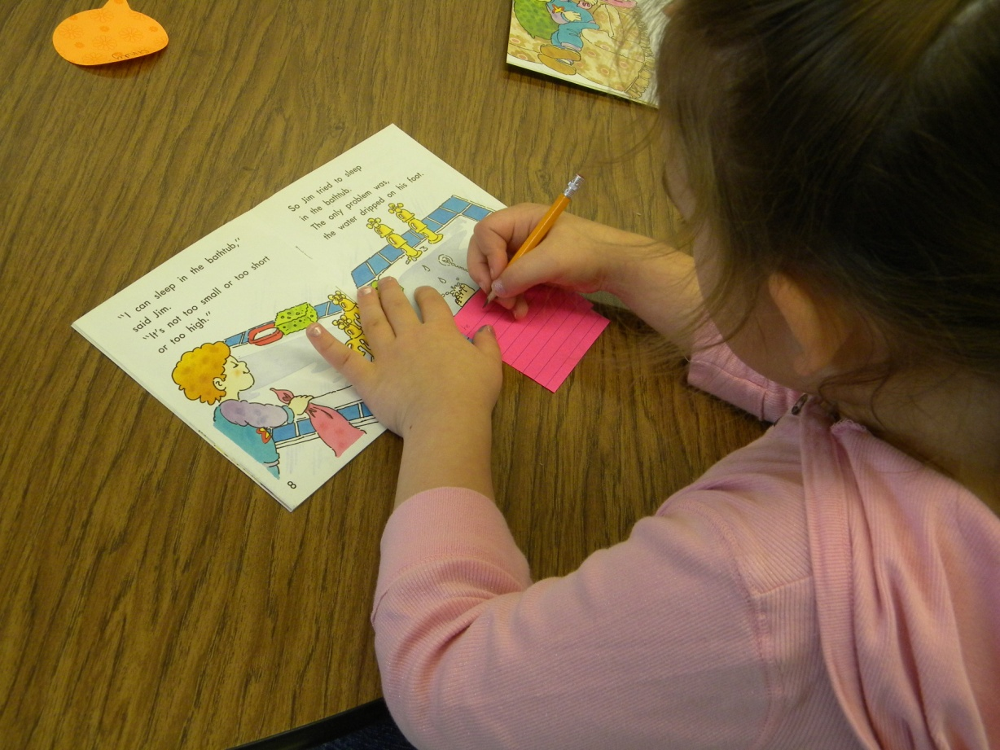 "I can sleep in the bathtub,"
said Jim.
"It's not too small or too short
or too high."
8
So Jim tried to sleep
in the bathtub.
The only problem was,
the water dripped on his foot.